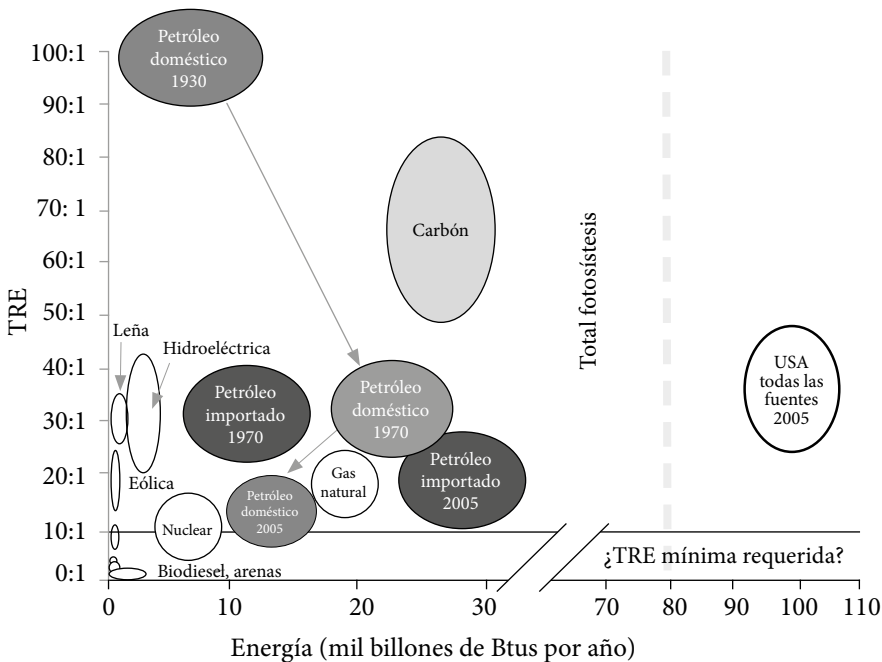 TRE
100:1
90:1
80:1
70: 1
60:1
50:1
40:1
30:1
20:1
10:1
0:1
Petróleo
doméstico
1930
Carbón
Leña
Hidroeléctrica
Petróleo
importado
1970
Petróleo
doméstico
1970
Eólica
Nuclear
Petróleo
doméstico
2005
Gas
natural
Petróleo
importado
2005
Biodiesel, arenas
Total fotosístesis
USA
todas las
fuentes
2005
¿TRE mínima requerida?
0
10
20
30
70
80
90
100
110
Energía (mil billones de Btus por año)